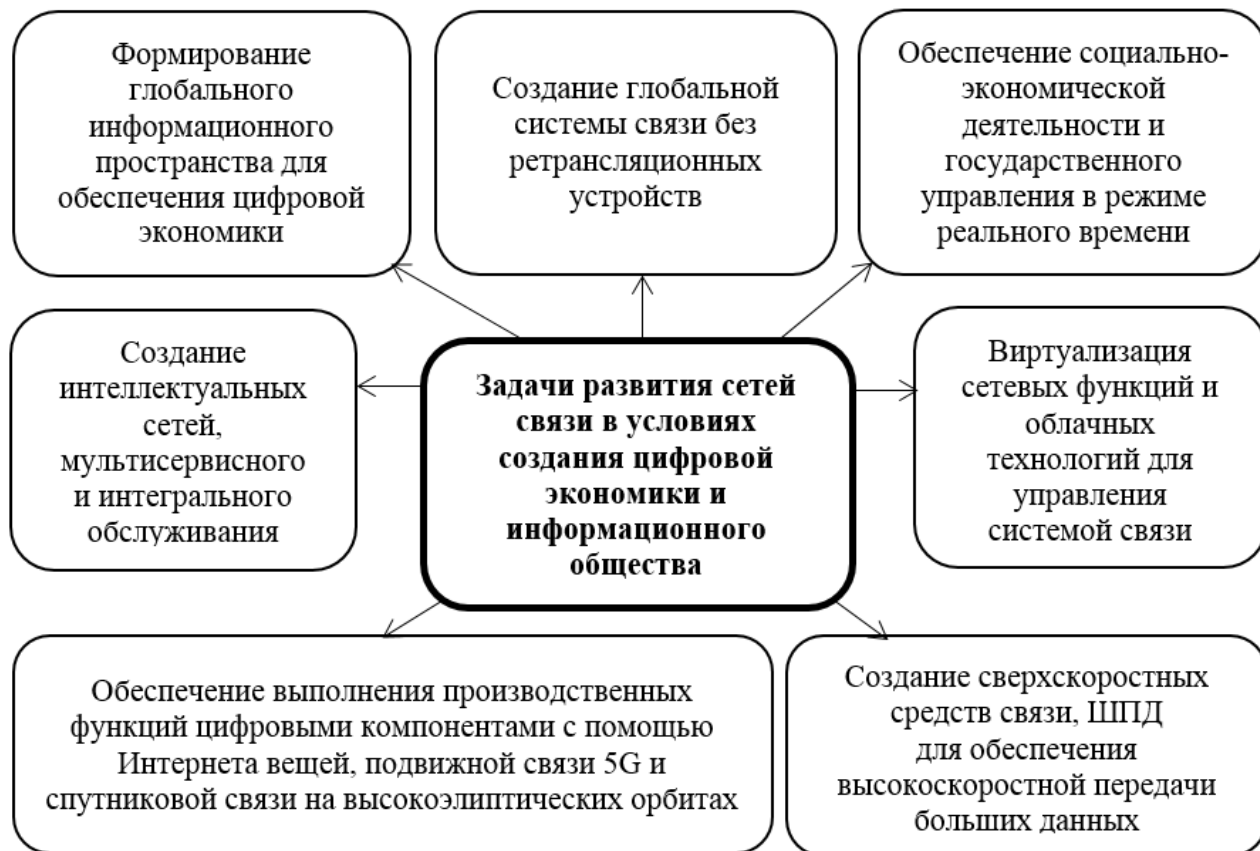 Формирование
глобального
информационного
пространства для
обеспечения цифровой
экономики
Создание глобальной
системы связи без
ретрансляционных
устройств
Обеспечение социально-
экономической
деятельности и
государственного
управления в режиме
реального времени
Создание
интеллектуальных
сетей,
мультисервисного
и интегрального
обслуживания
Задачи развития сетей
связи в условиях
создания цифровой
экономики и
информационного
общества
Виртуализация
сетевых функций и
облачных
технологий для
управления
системой связи
Обеспечение выполнения производственных
функций цифровыми компонентами с помощью
Интернета вещей, подвижной связи 5G и
спутниковой связи на высокоэлиптических орбитах
Создание сверхскоростных
средств связи, ШПД
для обеспечения
высокоскоростной передачи
больших данных